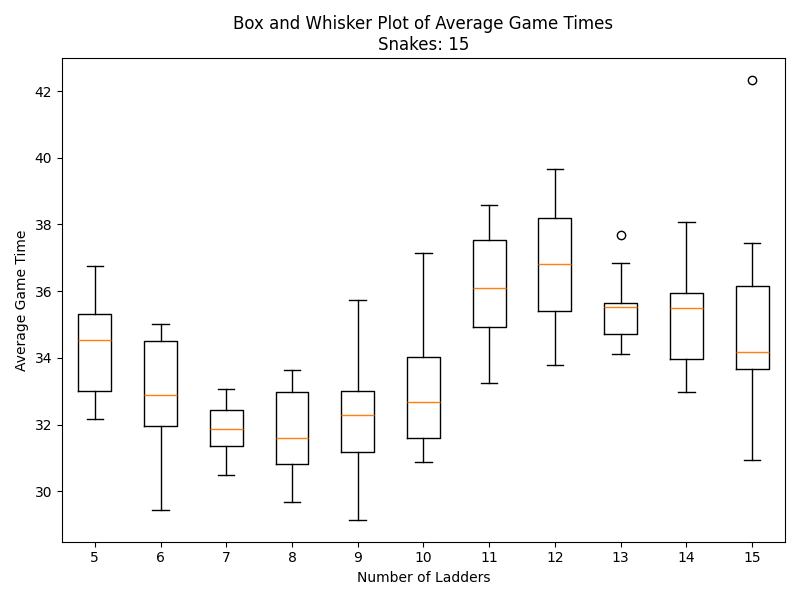 Box and Whisker Plot of Average Game Times
Snakes: 15
42
40
38
36
34
32
30
Average Game Time
5 6 7 8 9 10 11 12 13 14 15
Number of Ladders